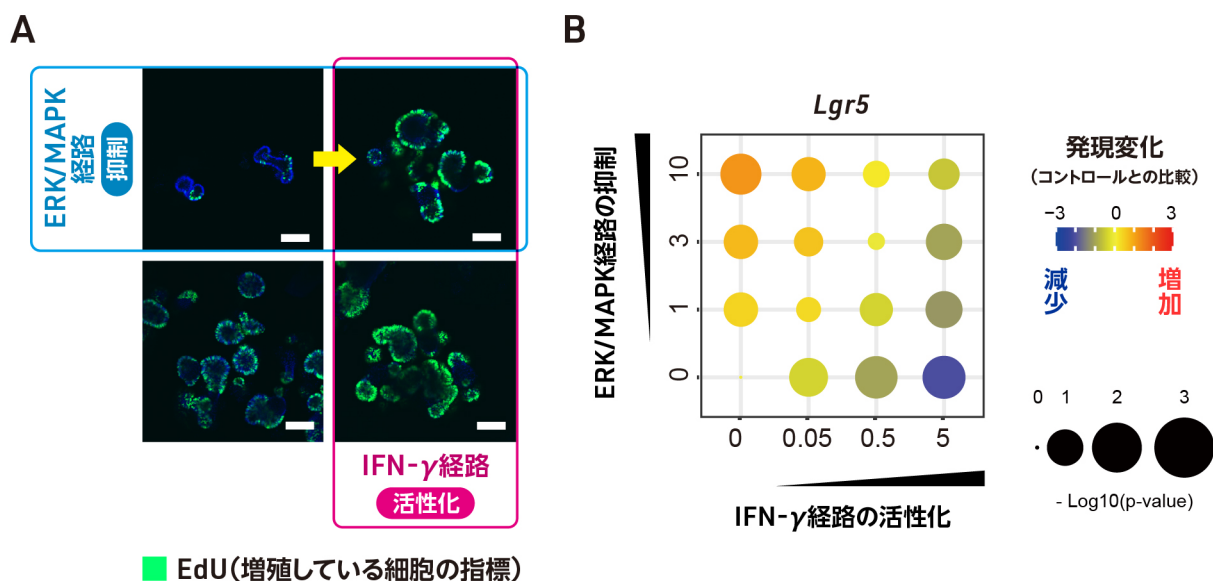 A
ERK/MAPK
経路
抑制
IFN-γ経路
活性化
EdU（増殖している細胞の指標）
B
Lgr5
ERK/MAPK経路の抑制
10
3
1
0
0
0.05
0.5
5
IFN-γ経路の活性化
発現変化
（コントロールとの比較）
−3
0
3
減少
増加
0
1
2
3
- Log10(p-value)